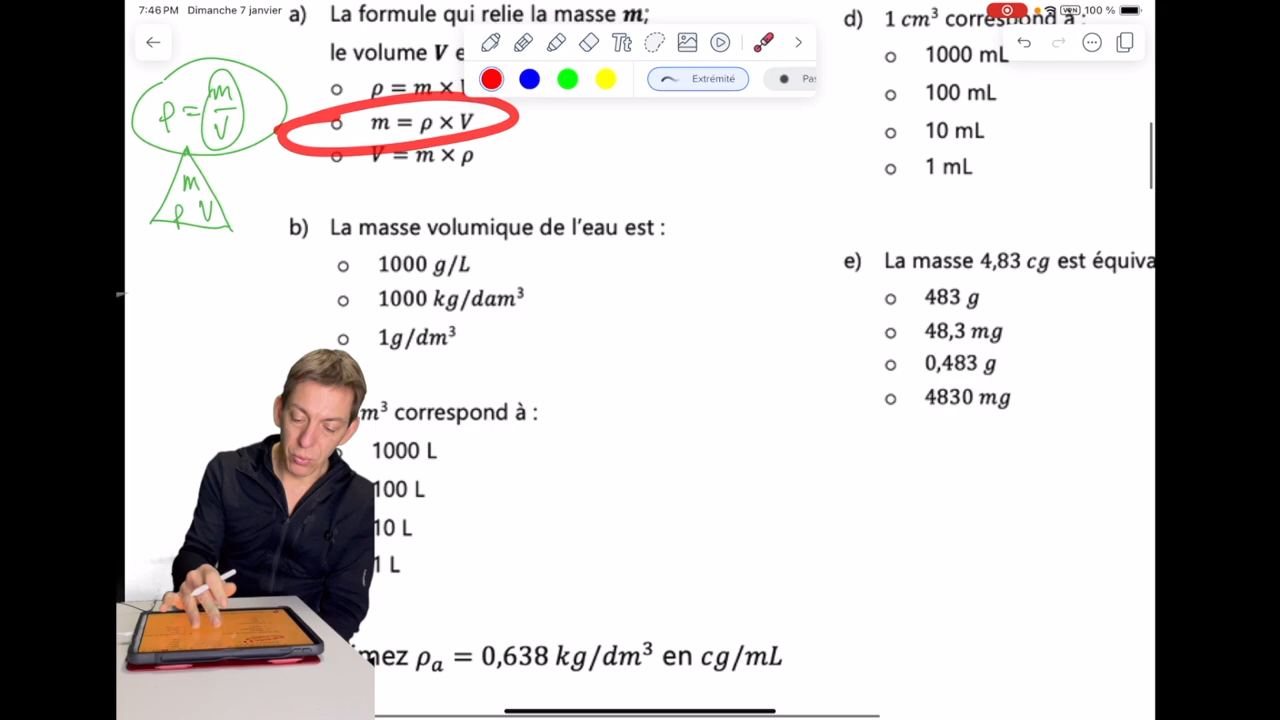 7:46 PM Dimanche 7 janvier
VPN 100 %
a) La formule qui relie la masse m;
le volume V e
ρ = m ×
m = ρ × V
V = m × ρ
ρ = m/V
m
ρ V
Tt
Extrémité
b) La masse volumique de l'eau est :
1000 g/L
1000 kg/dam³
1g/dm³
m³ correspond à :
1000 L
100 L
10 L
1 L
mez ρₐ = 0,638 kg/dm³ en cg/mL
d) 1 cm³ correspond à :
1000 mL
100 mL
10 mL
1 mL
e) La masse 4,83 cg est équiva
483 g
48,3 mg
0,483 g
4830 mg